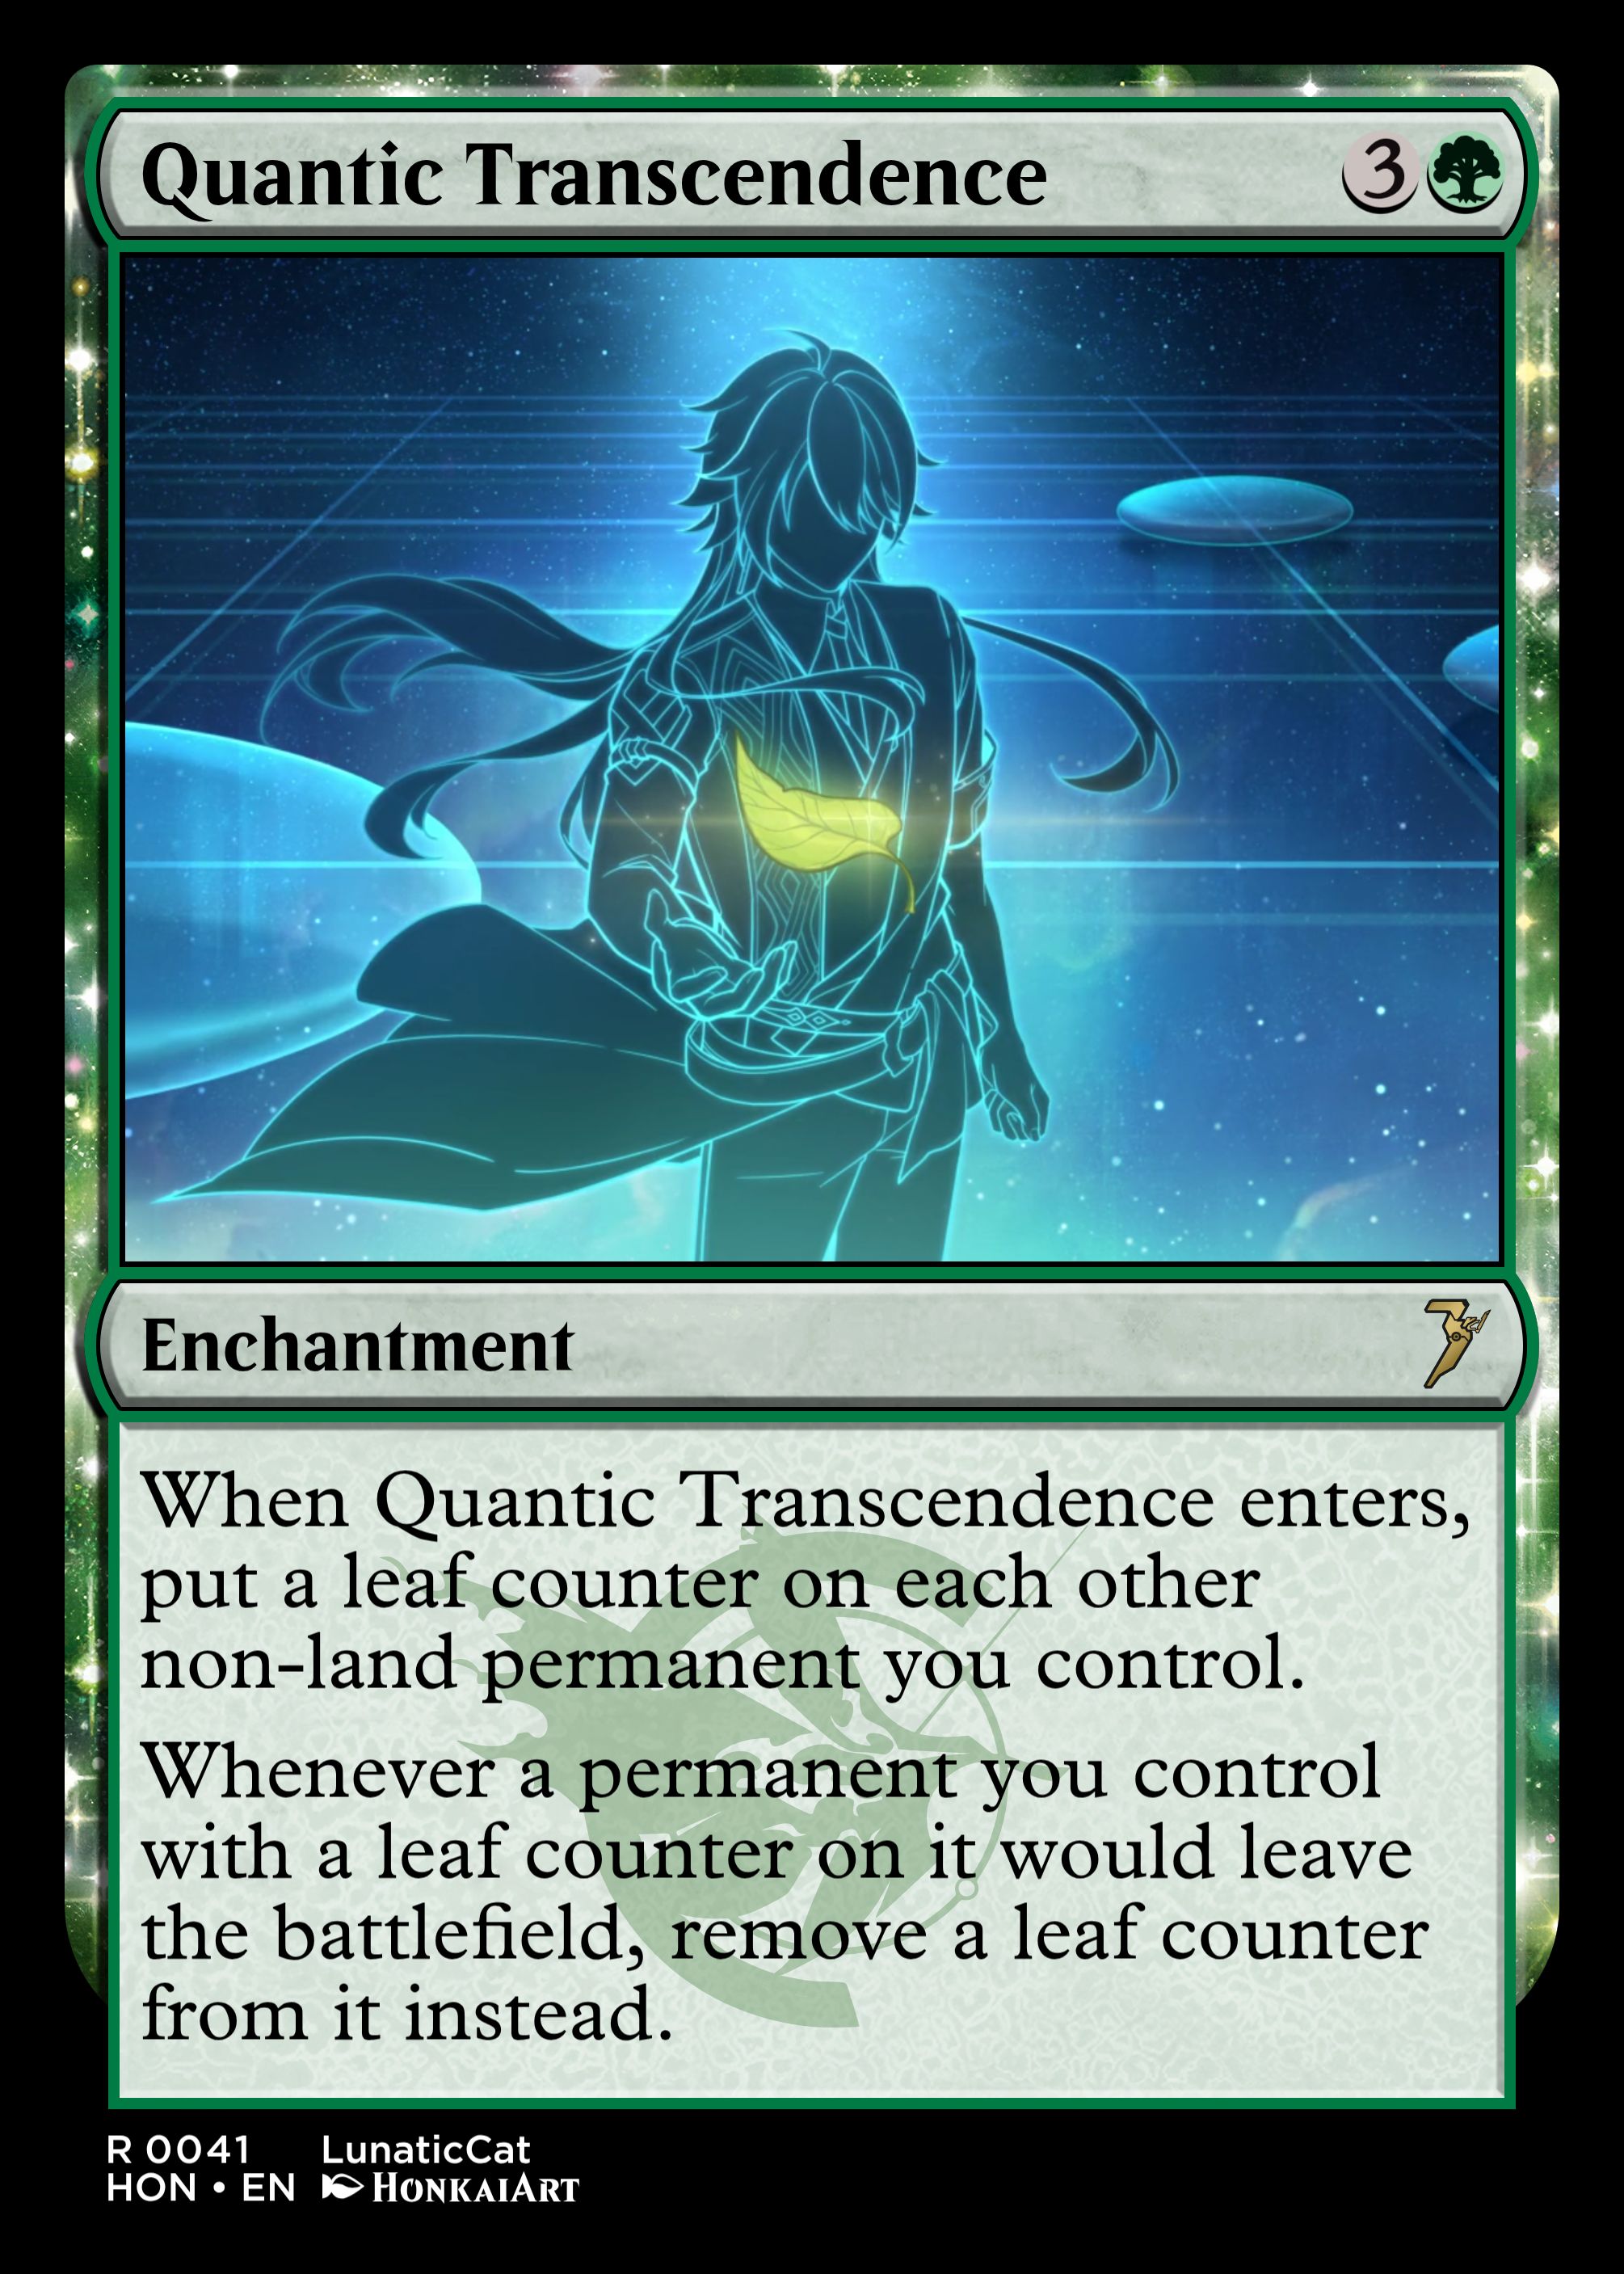 Quantic Transcendence 3
Enchantment
When Quantic Transcendence enters,
put a leaf counter on each other
non-land permanent you control.
Whenever a permanent you control
with a leaf counter on it would leave
the battlefield, remove a leaf counter
from it instead.
R 0041 LunaticCat
HON • EN HonkaiArt